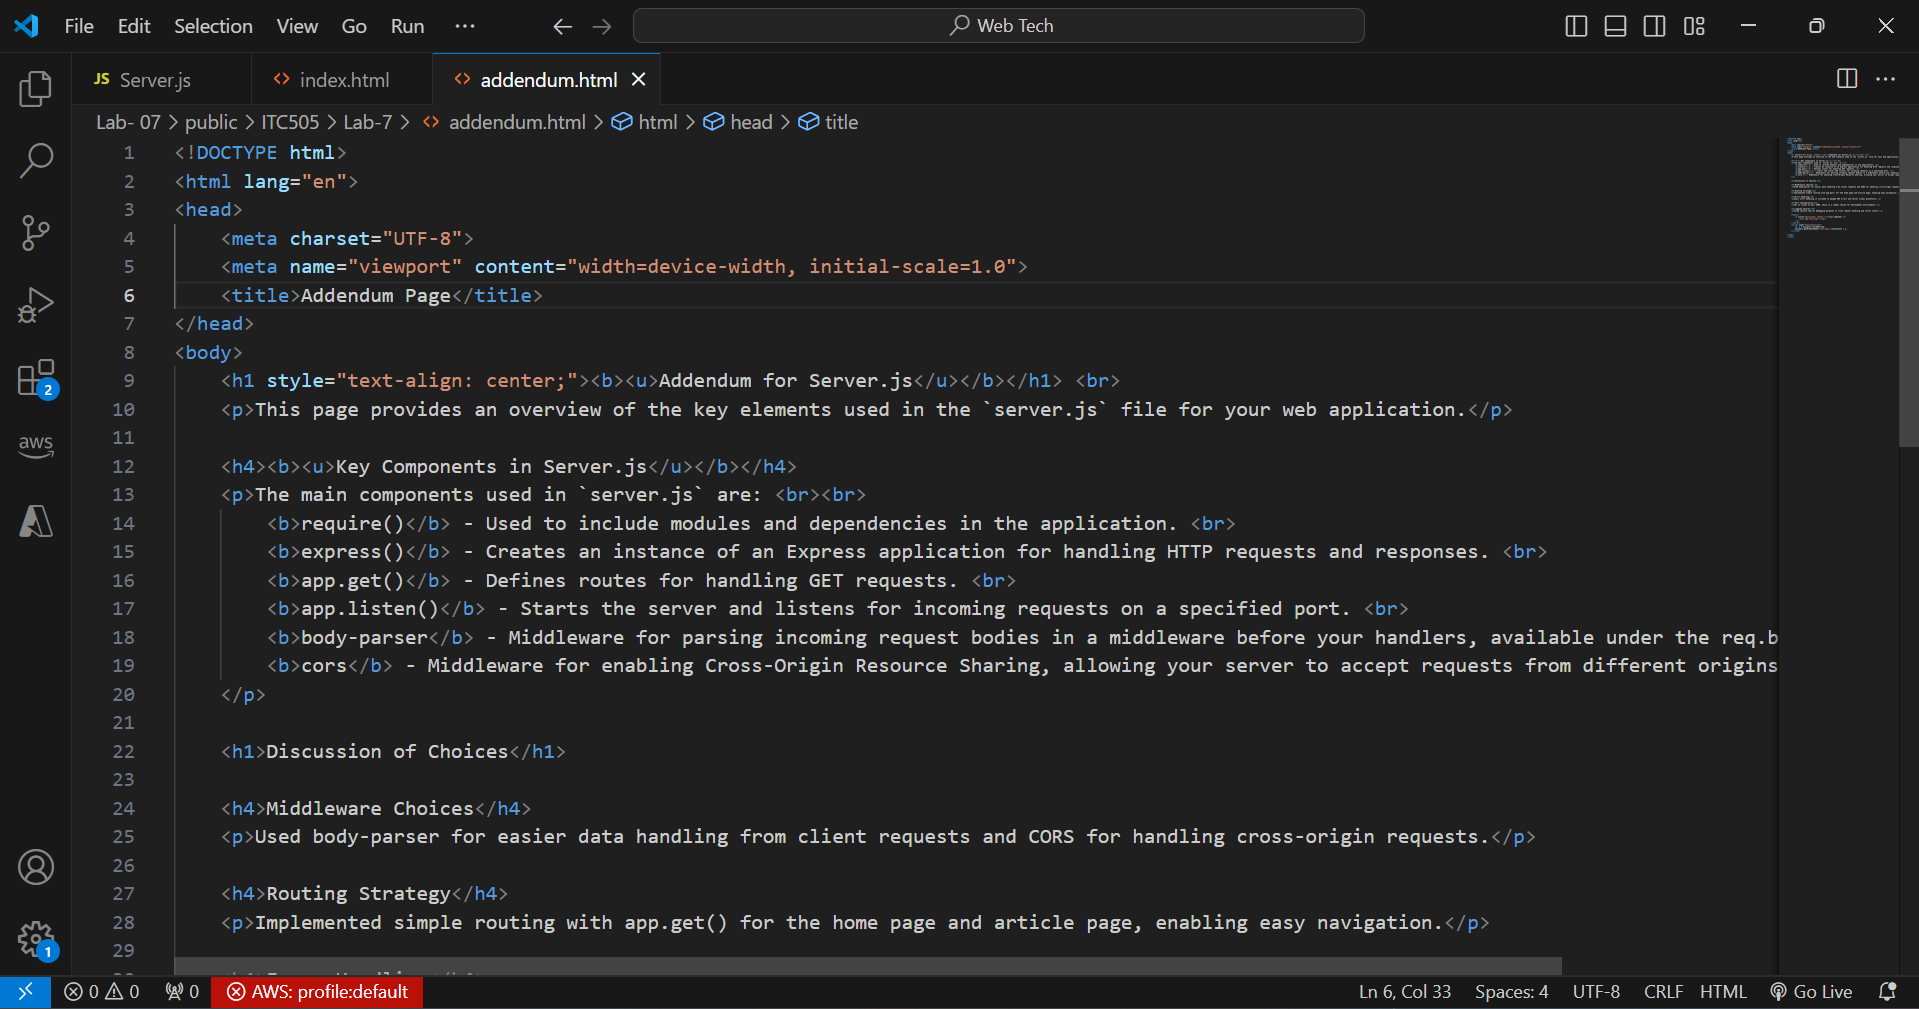 File Edit Selection View Go Run ··· Web Tech
JS Server.js <> index.html <> addendum.html
Lab- 07 > public > ITC505 > Lab-7 > <> addendum.html > html > head > title
1 <!DOCTYPE html>
2 <html lang="en">
3 <head>
4 <meta charset="UTF-8">
5 <meta name="viewport" content="width=device-width, initial-scale=1.0">
6 <title>Addendum Page</title>
7 </head>
8 <body>
9 <h1 style="text-align: center;"><b><u>Addendum for Server.js</u></b></h1> <br>
10 <p>This page provides an overview of the key elements used in the `server.js` file for your web application.</p>
11
12 <h4><b><u>Key Components in Server.js</u></b></h4>
13 <p>The main components used in `server.js` are: <br><br>
14 <b>require()</b> - Used to include modules and dependencies in the application. <br>
15 <b>express()</b> - Creates an instance of an Express application for handling HTTP requests and responses. <br>
16 <b>app.get()</b> - Defines routes for handling GET requests. <br>
17 <b>app.listen()</b> - Starts the server and listens for incoming requests on a specified port. <br>
18 <b>body-parser</b> - Middleware for parsing incoming request bodies in a middleware before your handlers, available under the req.b
19 <b>cors</b> - Middleware for enabling Cross-Origin Resource Sharing, allowing your server to accept requests from different origins
20 </p>
21
22 <h1>Discussion of Choices</h1>
23
24 <h4>Middleware Choices</h4>
25 <p>Used body-parser for easier data handling from client requests and CORS for handling cross-origin requests.</p>
26
27 <h4>Routing Strategy</h4>
28 <p>Implemented simple routing with app.get() for the home page and article page, enabling easy navigation.</p>
29
2
aws
1
0 0 0 AWS: profile:default Ln 6, Col 33 Spaces: 4 UTF-8 CRLF HTML Go Live